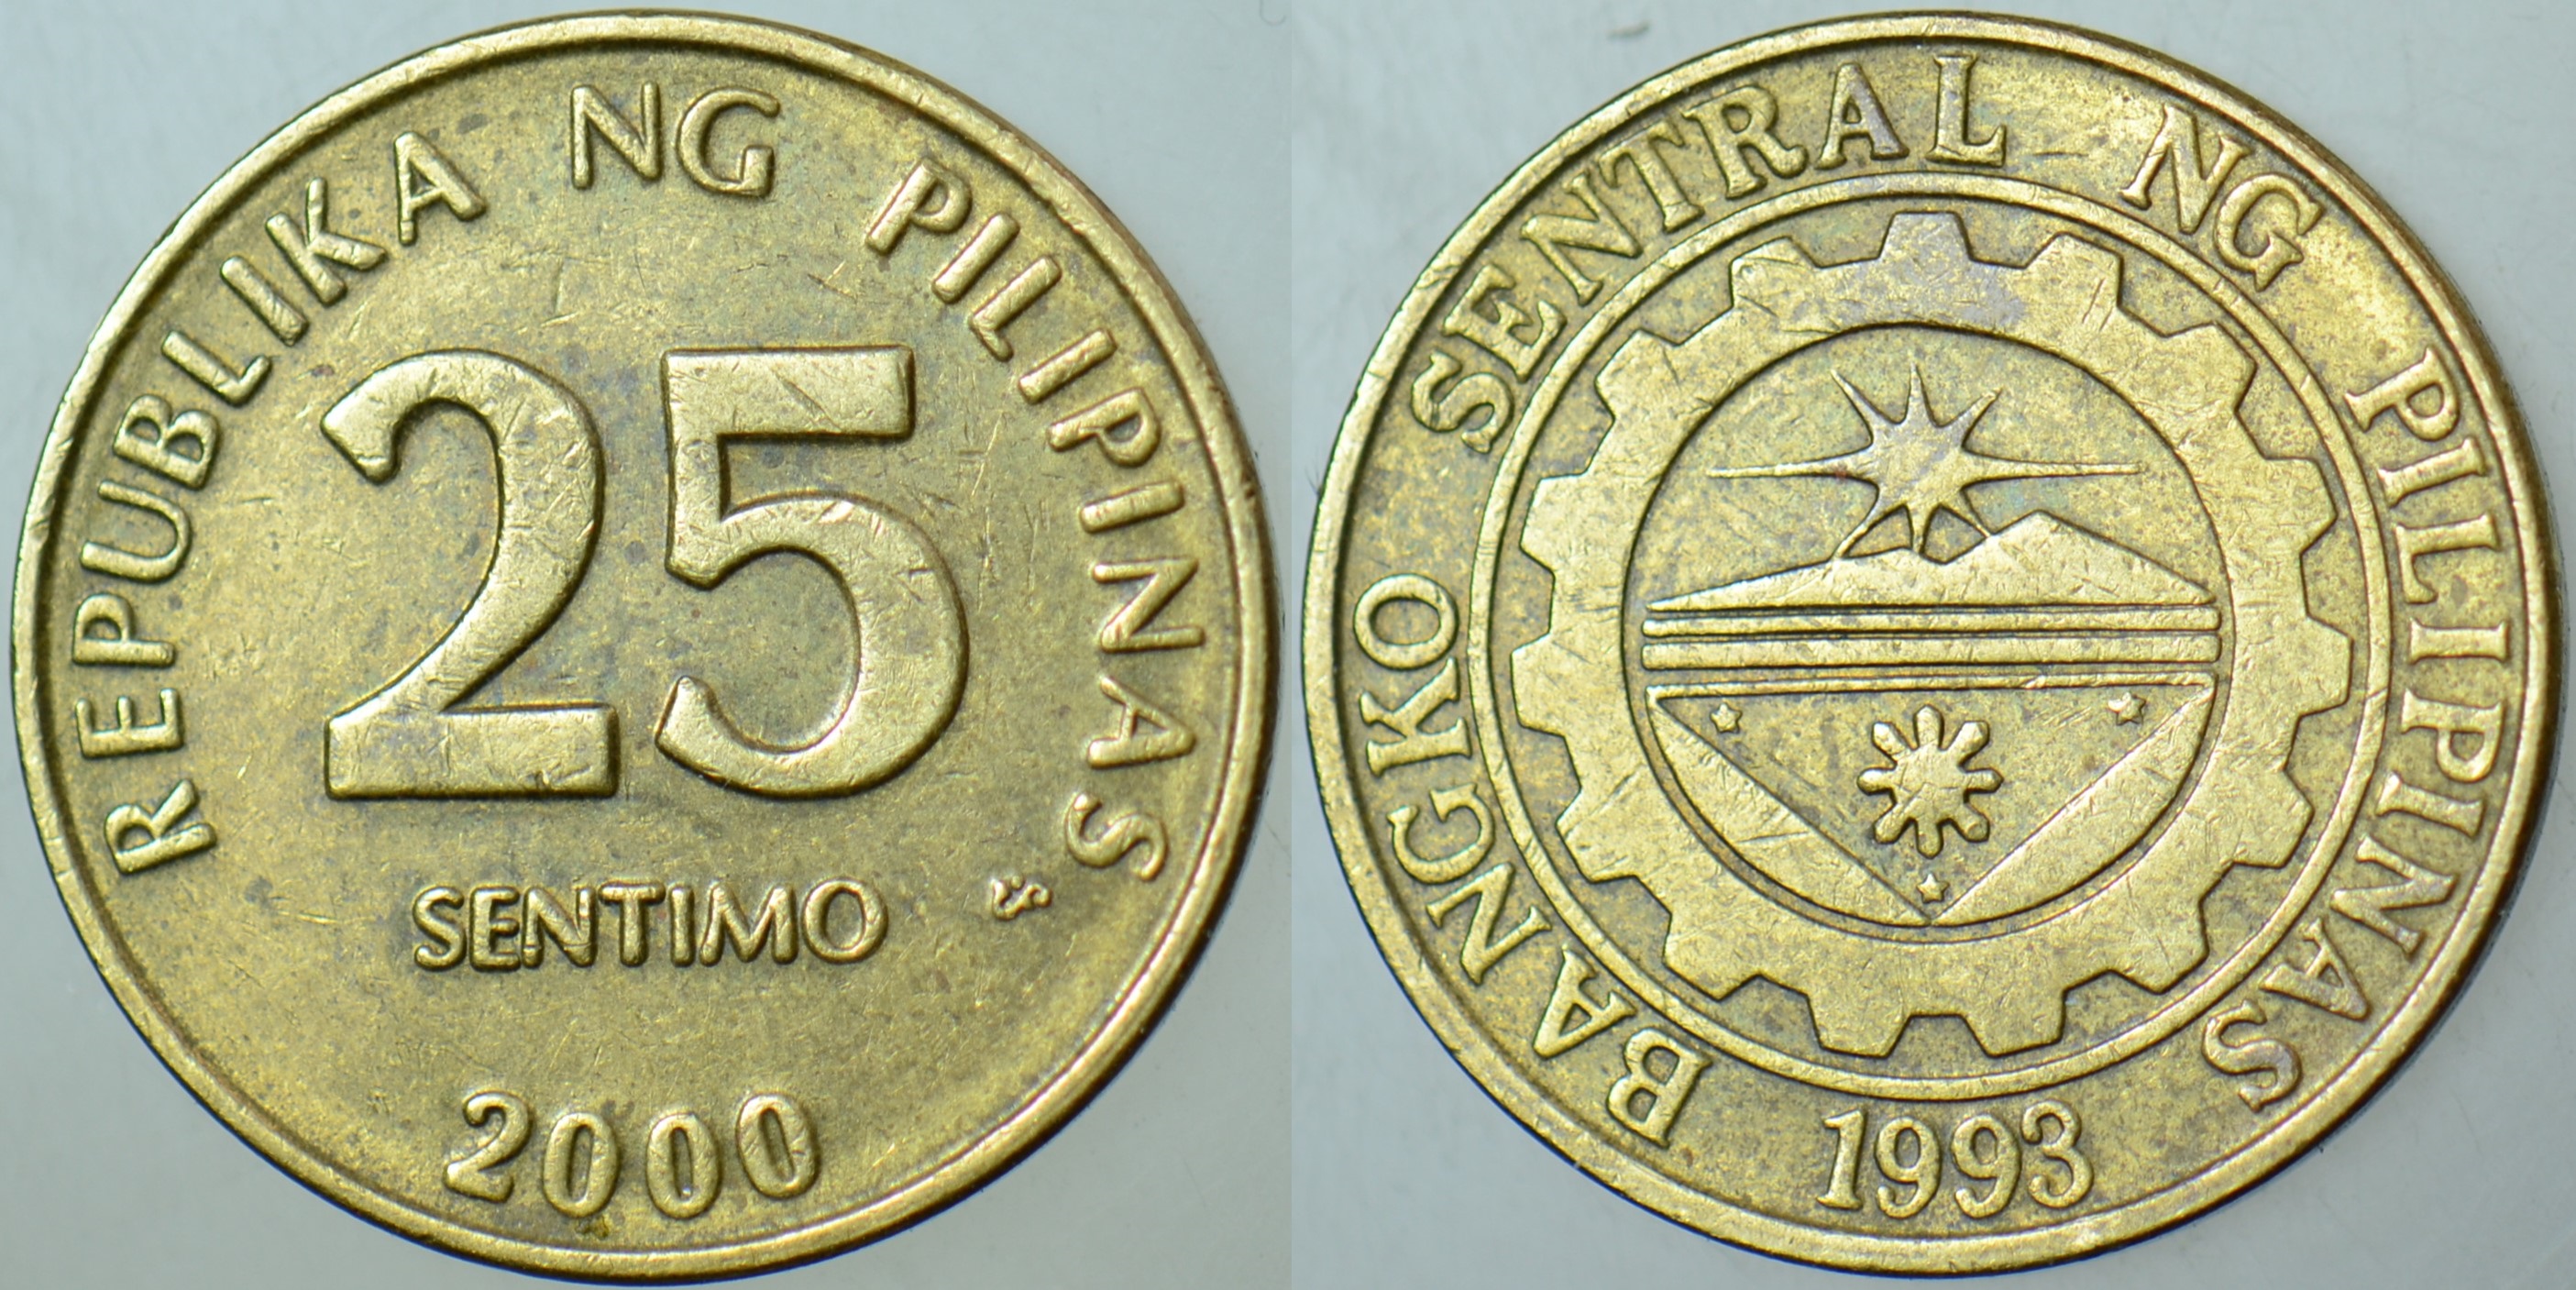 REPUBLIKA NG PILIPINAS
25
SENTIMO
2000
BANGKO SENTRAL NG PILIPINAS
1993